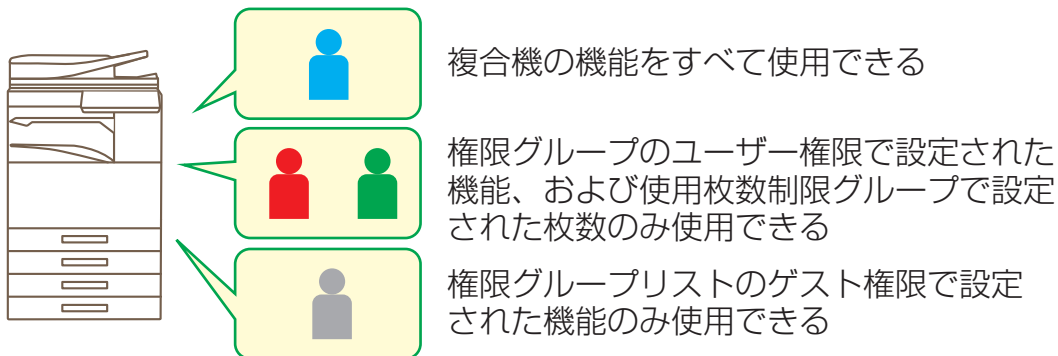 複合機の機能をすべて使用できる
権限グループのユーザー権限で設定された
機能、および使用枚数制限グループで設定
された枚数のみ使用できる
権限グループリストのゲスト権限で設定
された機能のみ使用できる